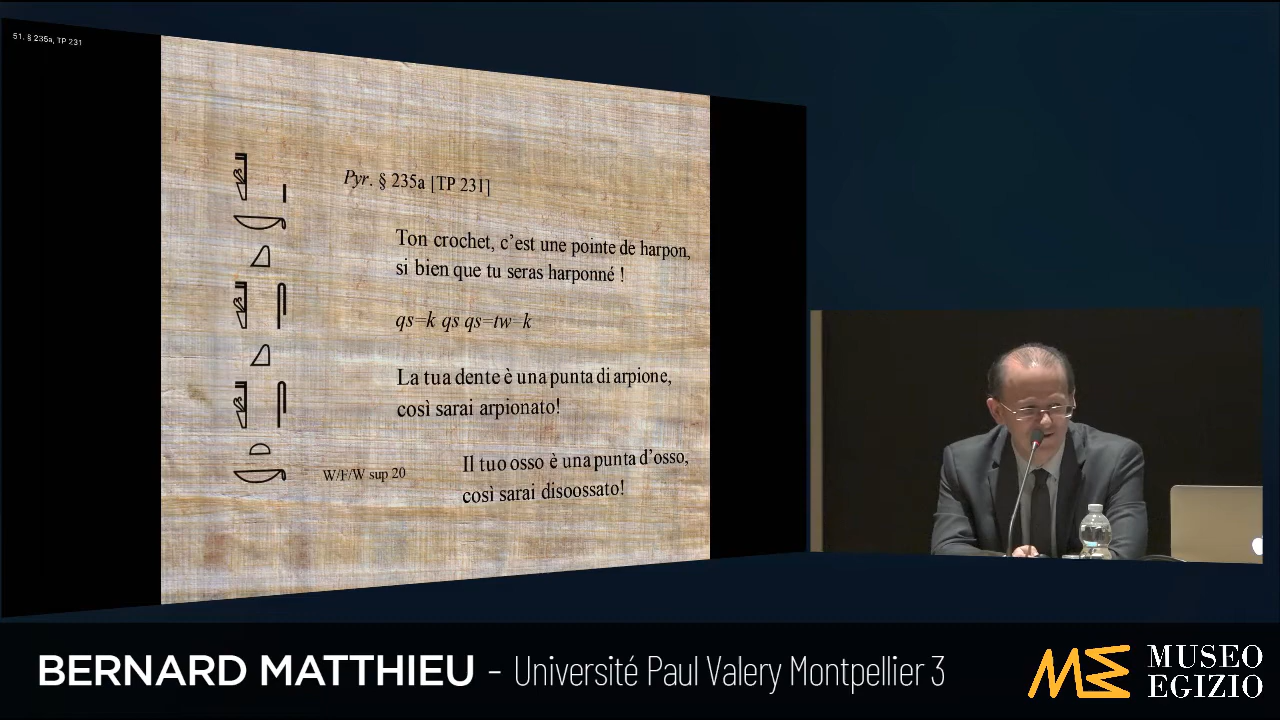 51. § 235a, TP 231
Pyr. § 235a [TP 231]
Ton crochet, c’est une pointe de harpon,
si bien que tu seras harponné !
qs=k qs qs=tw=k
La tua dente è una punta di arpione,
così sarai arpionato!
W/F/W sup 20
Il tuo osso è una punta d’osso,
così sarai disoossato!
BERNARD MATTHIEU - Université Paul Valery Montpellier 3
MUSEO
EGIZIO